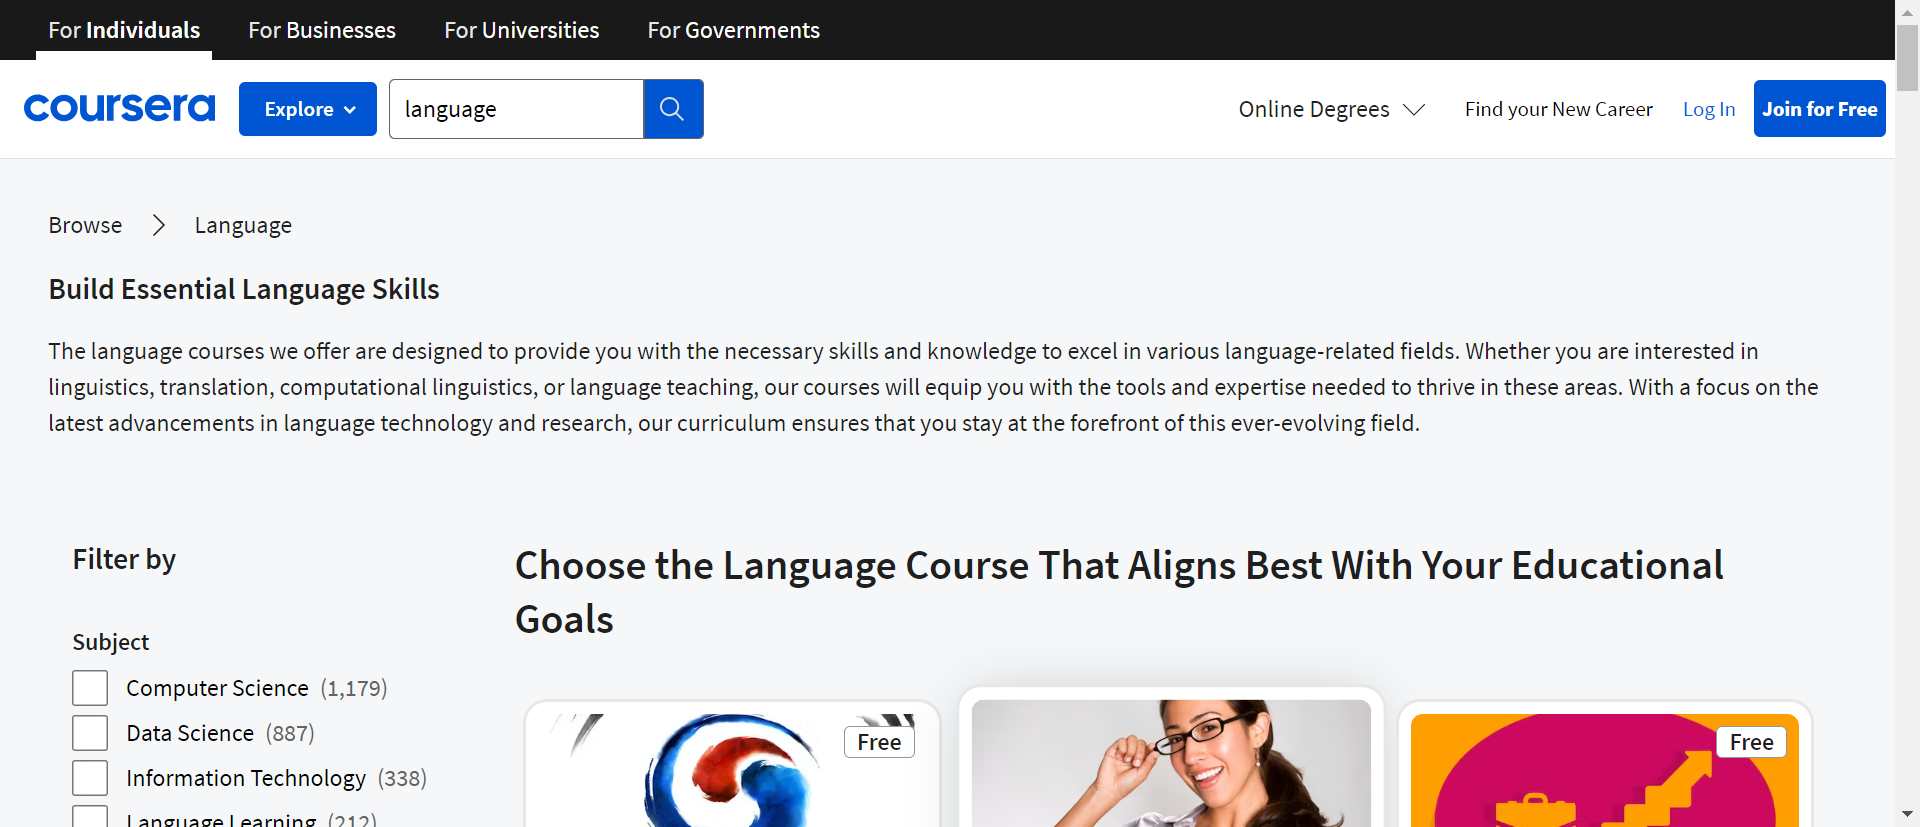 For Individuals For Businesses For Universities For Governments
coursera Explore language Online Degrees Find your New Career Log In Join for Free
Browse Language
Build Essential Language Skills
The language courses we offer are designed to provide you with the necessary skills and knowledge to excel in various language-related fields. Whether you are interested in
linguistics, translation, computational linguistics, or language teaching, our courses will equip you with the tools and expertise needed to thrive in these areas. With a focus on the
latest advancements in language technology and research, our curriculum ensures that you stay at the forefront of this ever-evolving field.
Filter by
Subject
Computer Science (1,179)
Data Science (887)
Information Technology (338)
Language Learning (212)
Choose the Language Course That Aligns Best With Your Educational
Goals
Free
Free